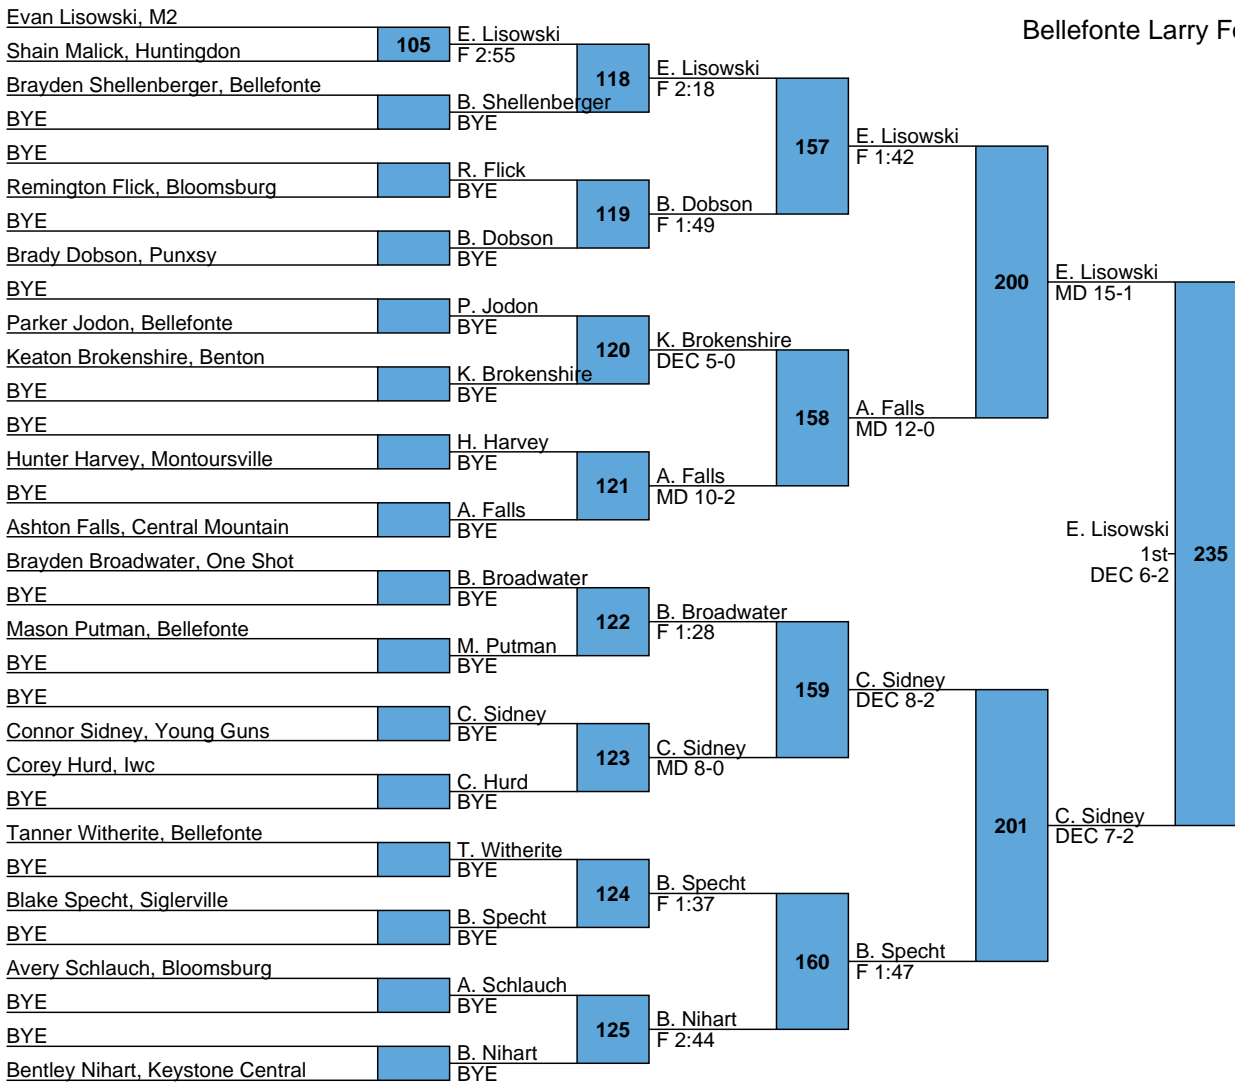 Bellefonte Larry Fo
Evan Lisowski, M2
Shain Malick, Huntingdon
Brayden Shellenberger, Bellefonte
BYE
BYE
Remington Flick, Bloomsburg
BYE
Brady Dobson, Punxsy
BYE
Parker Jodon, Bellefonte
Keaton Brokenshire, Benton
BYE
BYE
Hunter Harvey, Montoursville
BYE
Ashton Falls, Central Mountain
Brayden Broadwater, One Shot
BYE
Mason Putman, Bellefonte
BYE
BYE
Connor Sidney, Young Guns
Corey Hurd, Iwc
BYE
Tanner Witherite, Bellefonte
BYE
Blake Specht, Siglerville
BYE
Avery Schlauch, Bloomsburg
BYE
BYE
Bentley Nihart, Keystone Central
105
E. Lisowski
F 2:55
B. Shellenberger
BYE
R. Flick
BYE
B. Dobson
BYE
P. Jodon
BYE
K. Brokenshire
BYE
H. Harvey
BYE
A. Falls
BYE
B. Broadwater
BYE
M. Putman
BYE
C. Sidney
BYE
C. Hurd
BYE
T. Witherite
BYE
B. Specht
BYE
A. Schlauch
BYE
B. Nihart
BYE
118
119
120
121
122
123
124
125
E. Lisowski
F 2:18
B. Dobson
F 1:49
K. Brokenshire
DEC 5-0
A. Falls
MD 10-2
B. Broadwater
F 1:28
C. Sidney
MD 8-0
B. Specht
F 1:37
B. Nihart
F 2:44
157
158
159
160
E. Lisowski
F 1:42
A. Falls
MD 12-0
C. Sidney
DEC 8-2
B. Specht
F 1:47
200
201
E. Lisowski
MD 15-1
C. Sidney
DEC 7-2
E. Lisowski
1st
DEC 6-2
235